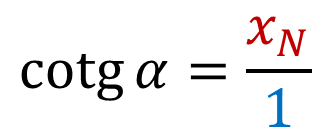 cotg α = x_N / 1